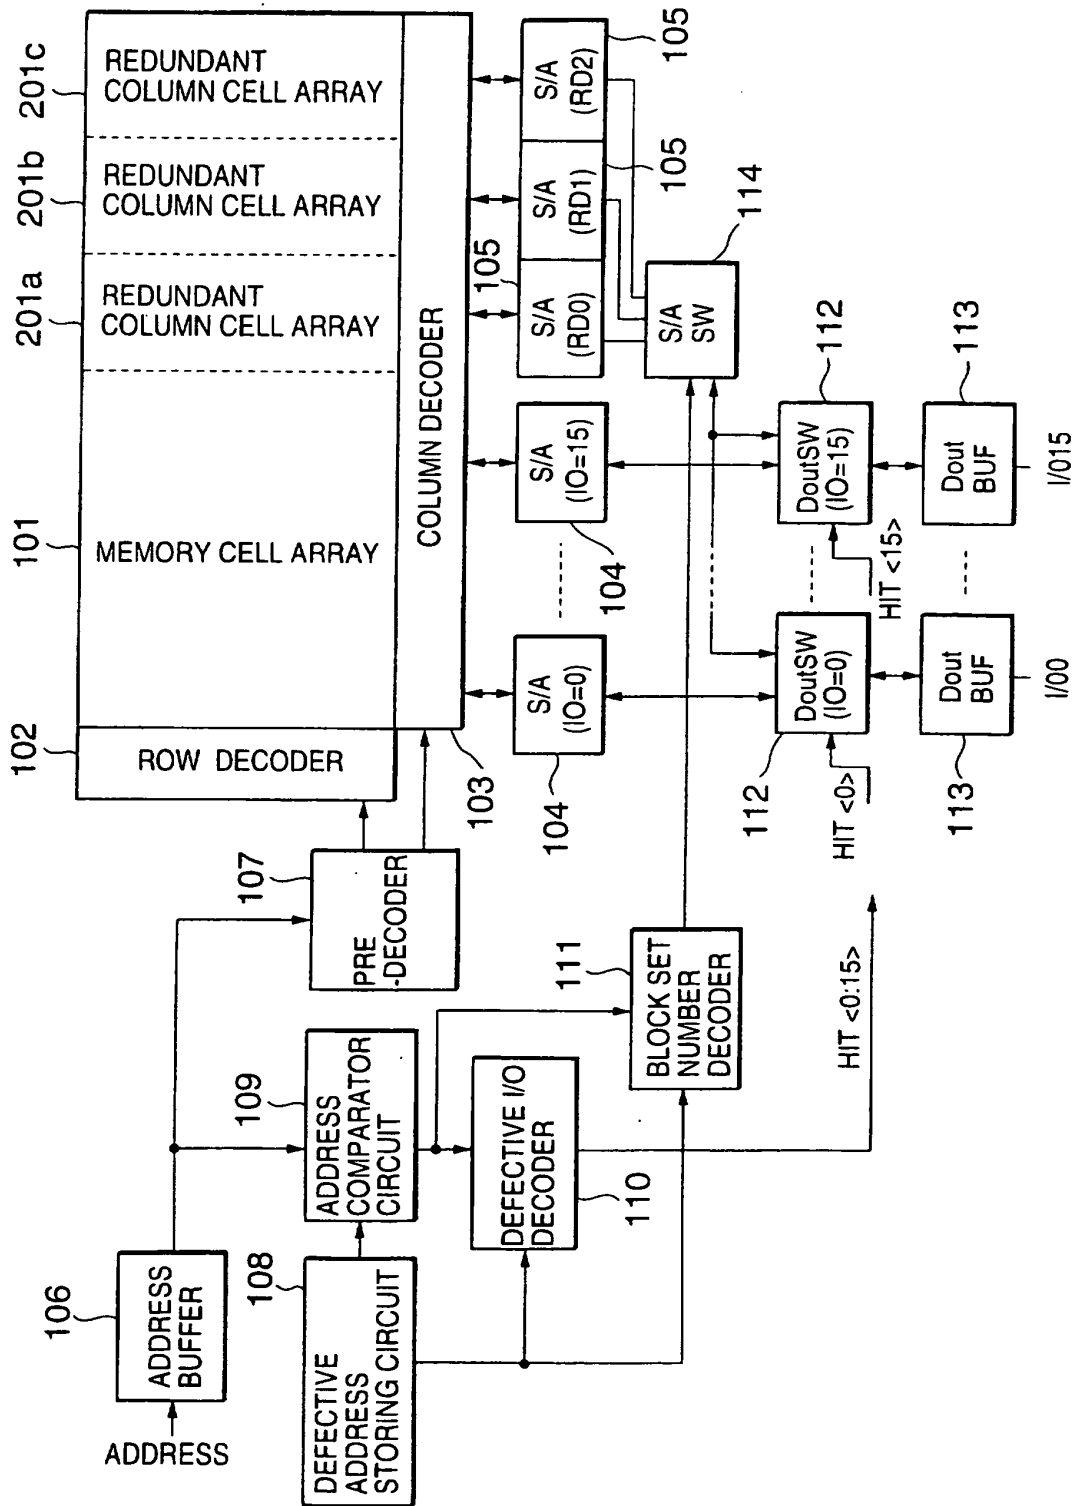 101
201a
201b
201c
102
MEMORY CELL ARRAY
REDUNDANT
COLUMN CELL ARRAY
REDUNDANT
COLUMN CELL ARRAY
REDUNDANT
COLUMN CELL ARRAY
ROW DECODER
COLUMN DECODER
103
106
ADDRESS
ADDRESS
BUFFER
107
PRE
-DECODER
108
DEFECTIVE
ADDRESS
STORING CIRCUIT
109
ADDRESS
COMPARATOR
CIRCUIT
DEFECTIVE I/O
DECODER
110
111
BLOCK SET
NUMBER
DECODER
S/A
(IO=0)
104
S/A
(IO=15)
104
105
S/A
(RD0)
S/A
(RD1)
105
S/A
(RD2)
105
S/A
SW
114
DoutSW
(IO=0)
112
DoutSW
(IO=15)
112
HIT <0:15>
HIT <0>
HIT <15>
Dout
BUF
113
Dout
BUF
113
I/00
I/015